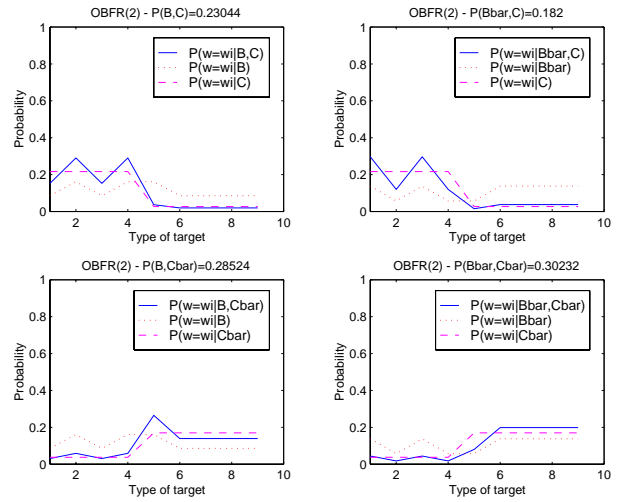 OBFR(2) - P(B,C)=0.23044
1
0.8
0.6
0.4
0.2
0
Probability
P(w=wi|B,C)
P(w=wi|B)
P(w=wi|C)
2 4 6 8 10
Type of target
OBFR(2) - P(Bbar,C)=0.182
1
0.8
0.6
0.4
0.2
0
Probability
P(w=wi|Bbar,C)
P(w=wi|Bbar)
P(w=wi|C)
2 4 6 8 10
Type of target
OBFR(2) - P(B,Cbar)=0.28524
1
0.8
0.6
0.4
0.2
0
Probability
P(w=wi|B,Cbar)
P(w=wi|B)
P(w=wi|Cbar)
2 4 6 8 10
Type of target
OBFR(2) - P(Bbar,Cbar)=0.30232
1
0.8
0.6
0.4
0.2
0
Probability
P(w=wi|Bbar,Cbar)
P(w=wi|Bbar)
P(w=wi|Cbar)
2 4 6 8 10
Type of target